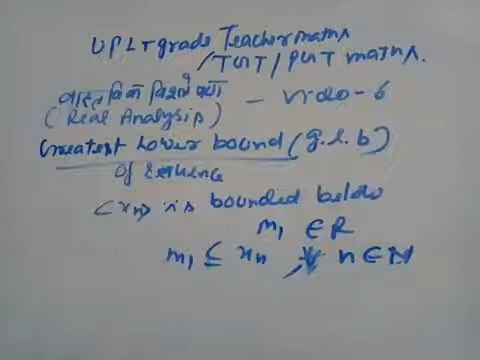 UP LT grade Teacher maths
/TGT/PGT maths.
वास्तविक विश्लेषण - video-6
(Real Analysis)
Greatest lower bound (g.l.b)
of sequence
<xn> is bounded below
m₁ ∈ R
m₁ ≤ xn, ∀ n ∈ N